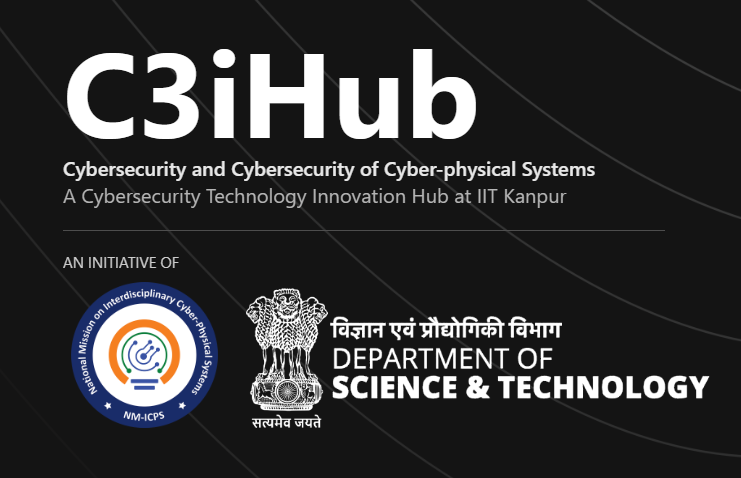 C3iHub
Cybersecurity and Cybersecurity of Cyber-physical Systems
A Cybersecurity Technology Innovation Hub at IIT Kanpur
AN INITIATIVE OF
National Mission on Interdisciplinary Cyber-Physical Systems
NM-ICPS
सत्यमेव जयते
विज्ञान एवं प्रौद्योगिकी विभाग
DEPARTMENT OF
SCIENCE & TECHNOLOGY